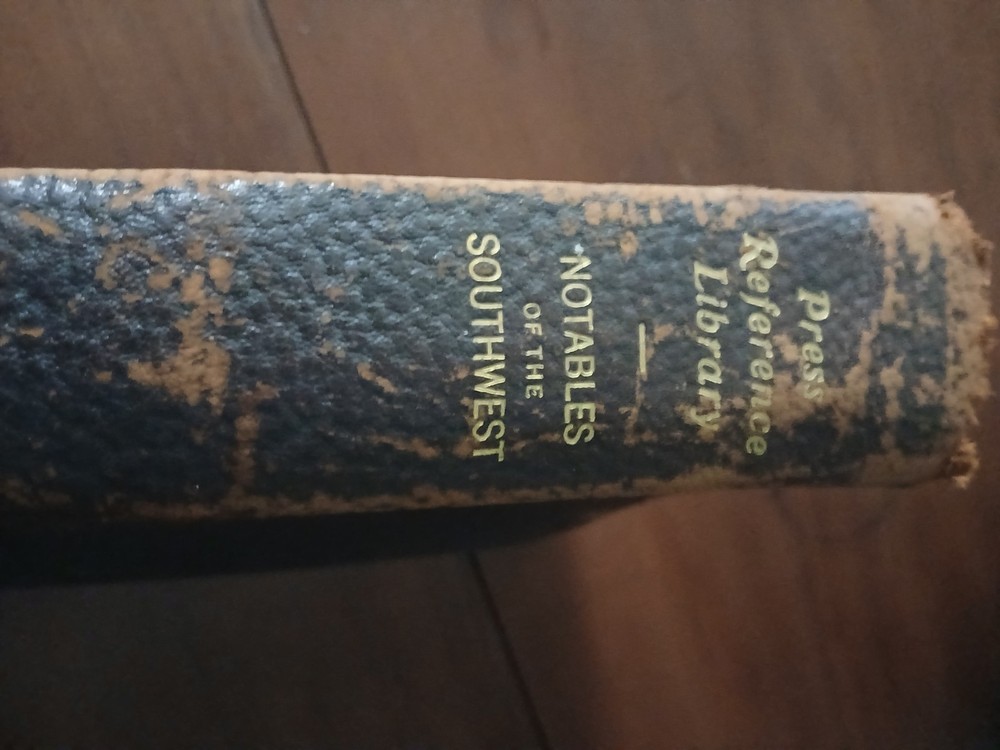 Press
Reference
Library
NOTABLES
OF THE
SOUTHWEST